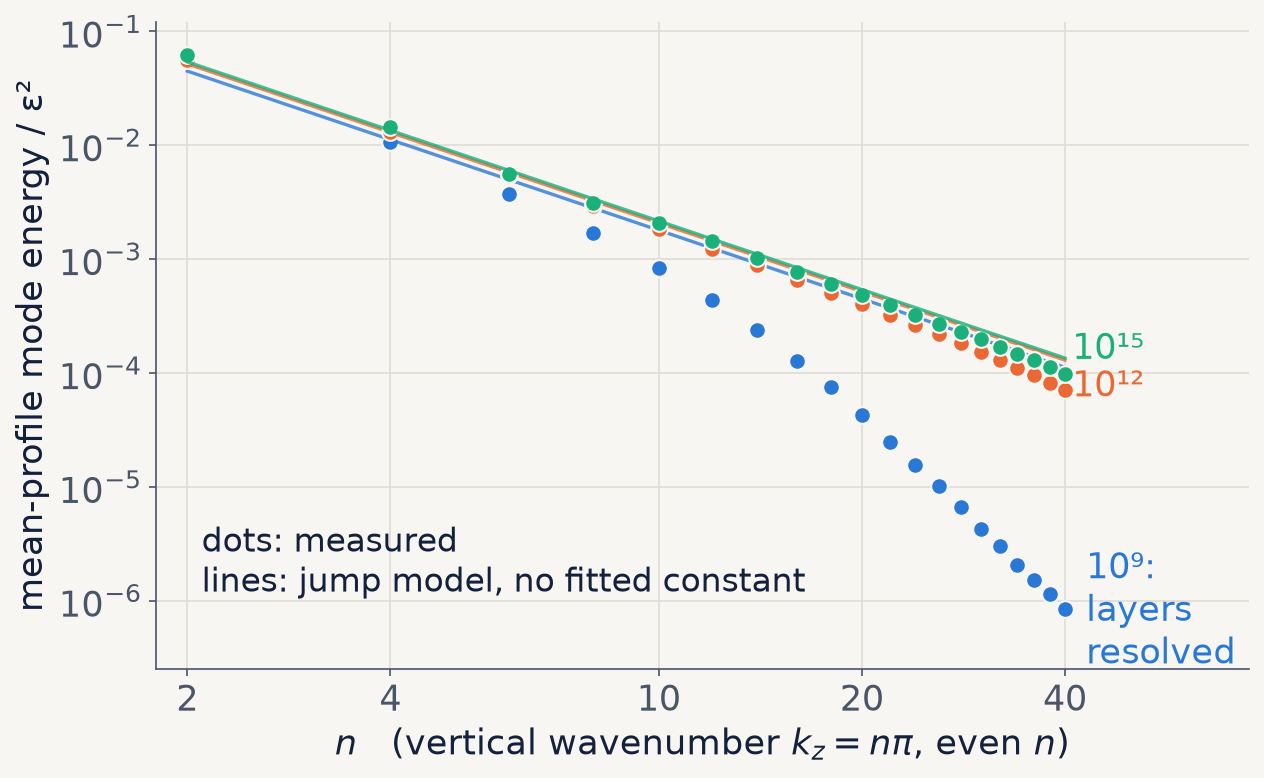 mean-profile mode energy / ε²
10⁻¹
10⁻²
10⁻³
10⁻⁴
10⁻⁵
10⁻⁶
10¹⁵
10¹²
dots: measured
lines: jump model, no fitted constant
10⁹:
layers
resolved
2
4
10
20
40
n (vertical wavenumber k_z = nπ, even n)